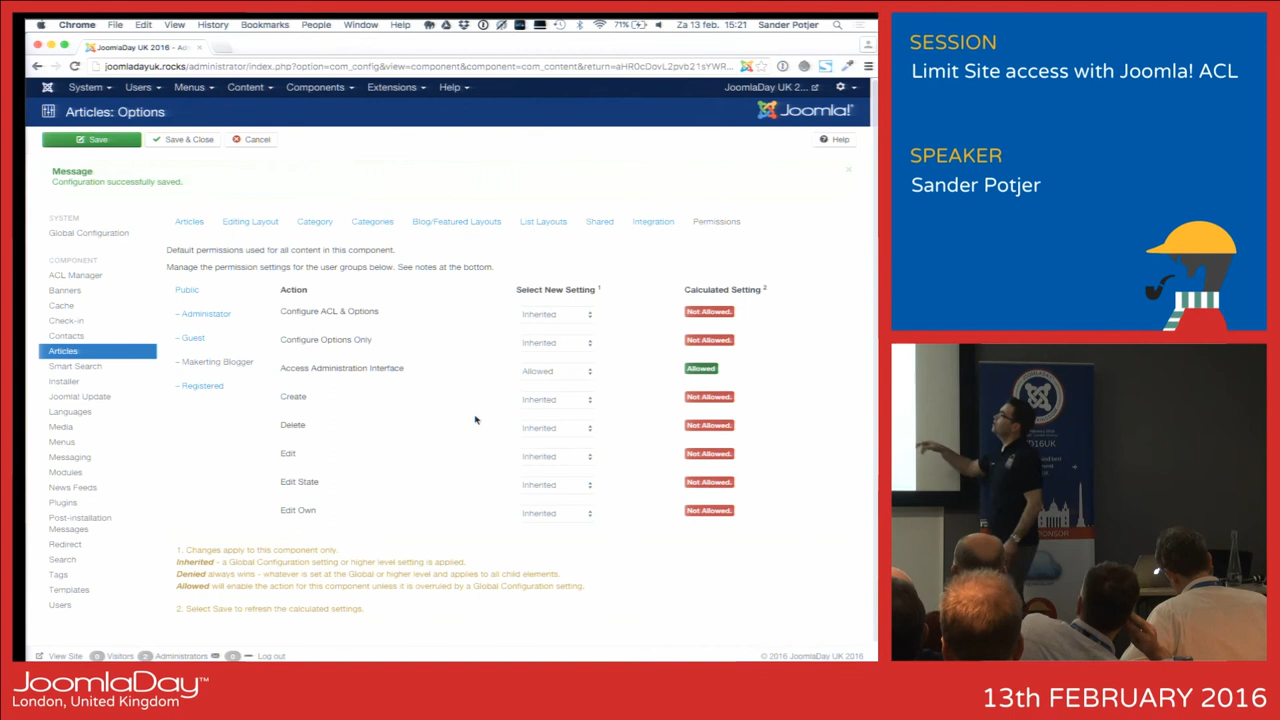 Chrome File Edit View History Bookmarks People Window Help 71% Za 13 feb. 15:21 Sander Potjer
JoomlaDay UK 2016 - Ad
joomladayuk.rocks/administrator/index.php?option=com_config&view=component&component=com_content&return=aHR0cDovL2pvb21sYWR...
System Users Menus Content Components Extensions Help JoomlaDay UK 2...
Articles: Options Joomla!®
Save Save & Close Cancel Help
Message
Configuration successfully saved.
SYSTEM
Global Configuration
COMPONENT
ACL Manager
Banners
Cache
Check-in
Contacts
Articles
Smart Search
Installer
Joomla! Update
Languages
Media
Menus
Messaging
Modules
News Feeds
Plugins
Post-installation
Messages
Redirect
Search
Tags
Templates
Users
Articles Editing Layout Category Categories Blog/Featured Layouts List Layouts Shared Integration Permissions
Default permissions used for all content in this component.
Manage the permission settings for the user groups below. See notes at the bottom.
Public
– Administrator
– Guest
– Makerting Blogger
– Registered
Action Select New Setting 1 Calculated Setting 2
Configure ACL & Options Inherited Not Allowed.
Configure Options Only Inherited Not Allowed.
Access Administration Interface Allowed Allowed
Create Inherited Not Allowed.
Delete Inherited Not Allowed.
Edit Inherited Not Allowed.
Edit State Inherited Not Allowed.
Edit Own Inherited Not Allowed.
1. Changes apply to this component only.
Inherited - a Global Configuration setting or higher level setting is applied.
Denied always wins - whatever is set at the Global or higher level and applies to all child elements.
Allowed will enable the action for this component unless it is overruled by a Global Configuration setting.
2. Select Save to refresh the calculated settings.
View Site 0 Visitors 2 Administrators 0 Log out © 2016 JoomlaDay UK 2016
SESSION
Limit Site access with Joomla! ACL
SPEAKER
Sander Potjer
D16UK
ONSOR
JoomlaDay™
London, United Kingdom
13th FEBRUARY 2016